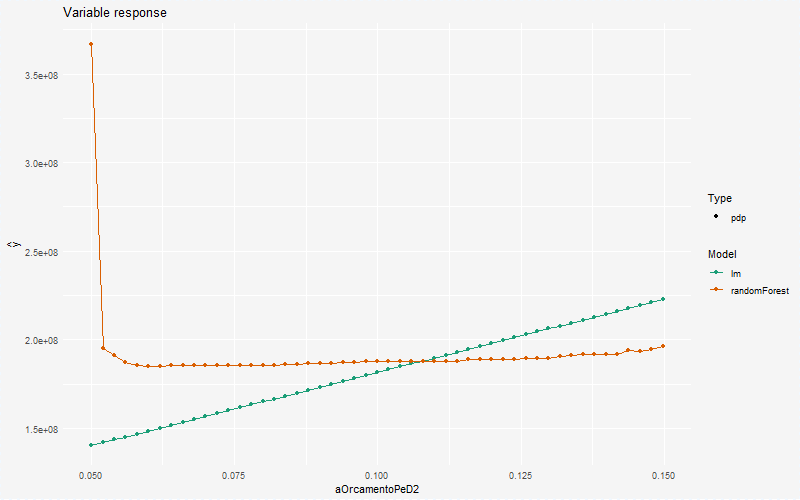 Variable response
3.5e+08
3.0e+08
2.5e+08
2.0e+08
1.5e+08
ŷ
0.050
0.075
0.100
0.125
0.150
aOrcamentoPeD2
Type
pdp
Model
lm
randomForest